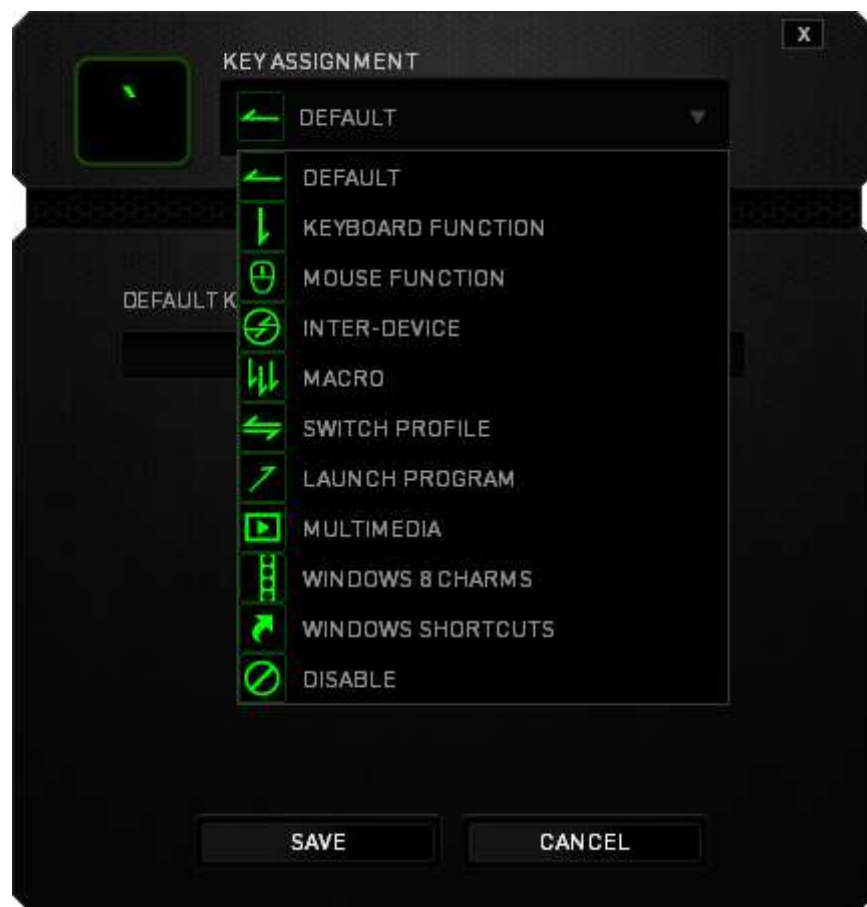 X
KEY ASSIGNMENT
`
DEFAULT
DEFAULT
KEYBOARD FUNCTION
MOUSE FUNCTION
DEFAULT K
INTER-DEVICE
MACRO
SWITCH PROFILE
LAUNCH PROGRAM
MULTIMEDIA
WINDOWS 8 CHARMS
WINDOWS SHORTCUTS
DISABLE
SAVE
CANCEL